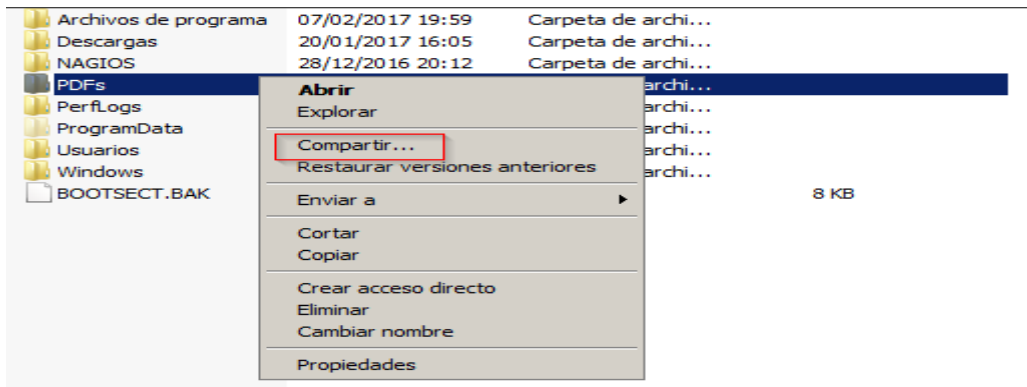 Archivos de programa 07/02/2017 19:59 Carpeta de archi...
Descargas 20/01/2017 16:05 Carpeta de archi...
NAGIOS 28/12/2016 20:12 Carpeta de archi...
PDFs archi...
Abrir
PerfLogs archi...
Explorar
ProgramData archi...
Compartir...
Usuarios archi...
Restaurar versiones anteriores
Windows archi...
BOOTSECT.BAK 8 KB
Enviar a
Cortar
Copiar
Crear acceso directo
Eliminar
Cambiar nombre
Propiedades